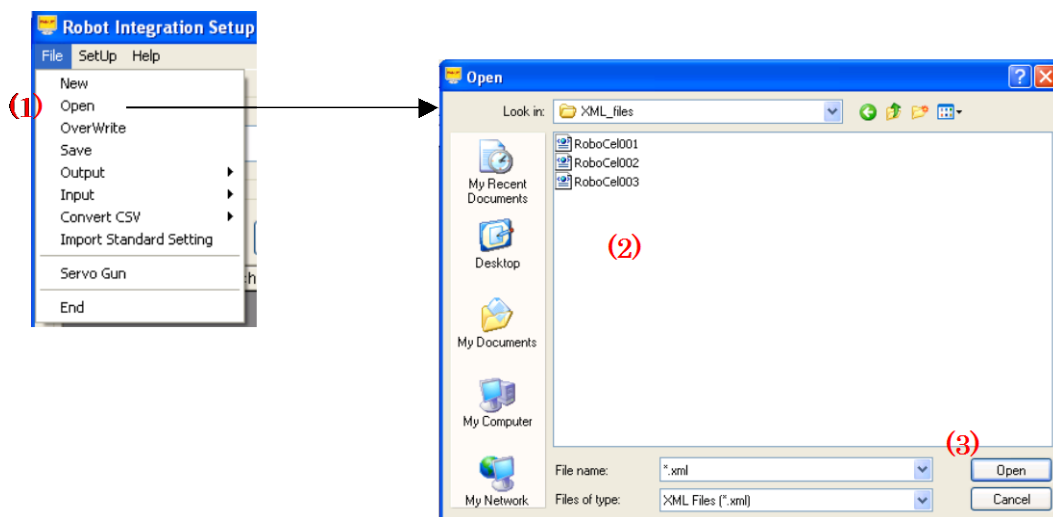 Robot Integration Setup
File SetUp Help
New
(1) Open
OverWrite
Save
Output
Input
Convert CSV
Import Standard Setting
Servo Gun
End
Open
Look in: XML_files
My Recent Documents
Desktop
My Documents
My Computer
My Network
RoboCel001
RoboCel002
RoboCel003
(2)
(3)
File name: *.xml Open
Files of type: XML Files (*.xml) Cancel